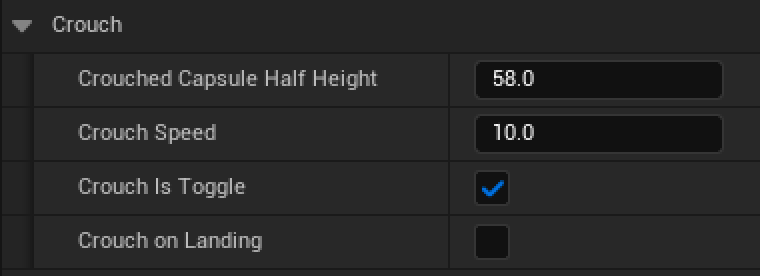 Crouch
Crouched Capsule Half Height 58.0
Crouch Speed 10.0
Crouch Is Toggle
Crouch on Landing